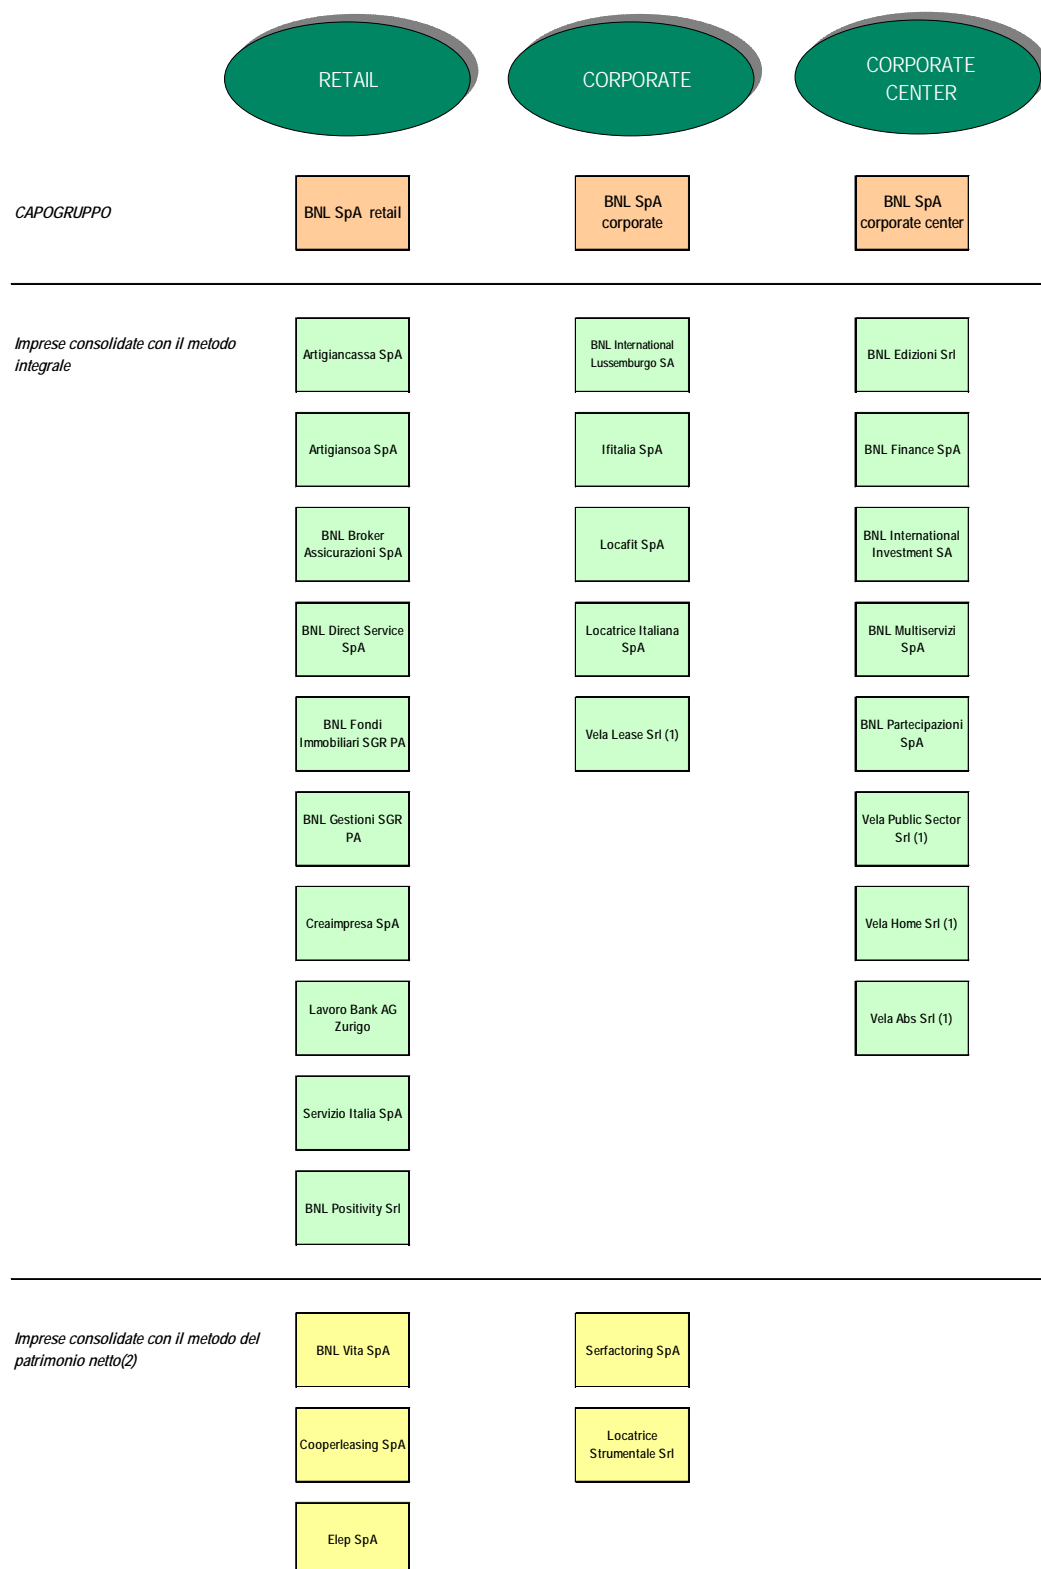 RETAIL
CORPORATE
CORPORATE
CENTER
CAPOGRUPPO
BNL SpA retail
BNL SpA
corporate
BNL SpA
corporate center
Imprese consolidate con il metodo
integrale
Artigiancassa SpA
BNL International
Lussemburgo SA
BNL Edizioni Srl
Artigiansoa SpA
Ifitalia SpA
BNL Finance SpA
BNL Broker
Assicurazioni SpA
Locafit SpA
BNL International
Investment SA
BNL Direct Service
SpA
Locatrice Italiana
SpA
BNL Multiservizi
SpA
BNL Fondi
Immobiliari SGR PA
Vela Lease Srl (1)
BNL Partecipazioni
SpA
BNL Gestioni SGR
PA
Vela Public Sector
Srl (1)
Creaimpresa SpA
Vela Home Srl (1)
Lavoro Bank AG
Zurigo
Vela Abs Srl (1)
Servizio Italia SpA
BNL Positivity Srl
Imprese consolidate con il metodo del
patrimonio netto(2)
BNL Vita SpA
Serfactoring SpA
Cooperleasing SpA
Locatrice
Strumentale Srl
Elep SpA